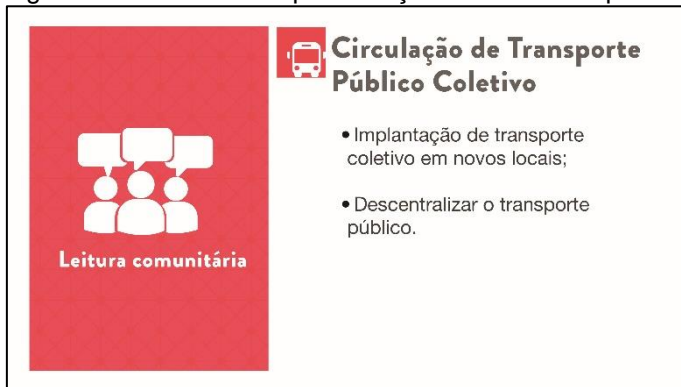 Circulação de Transporte
Público Coletivo
• Implantação de transporte
coletivo em novos locais;
• Descentralizar o transporte
público.
Leitura comunitária